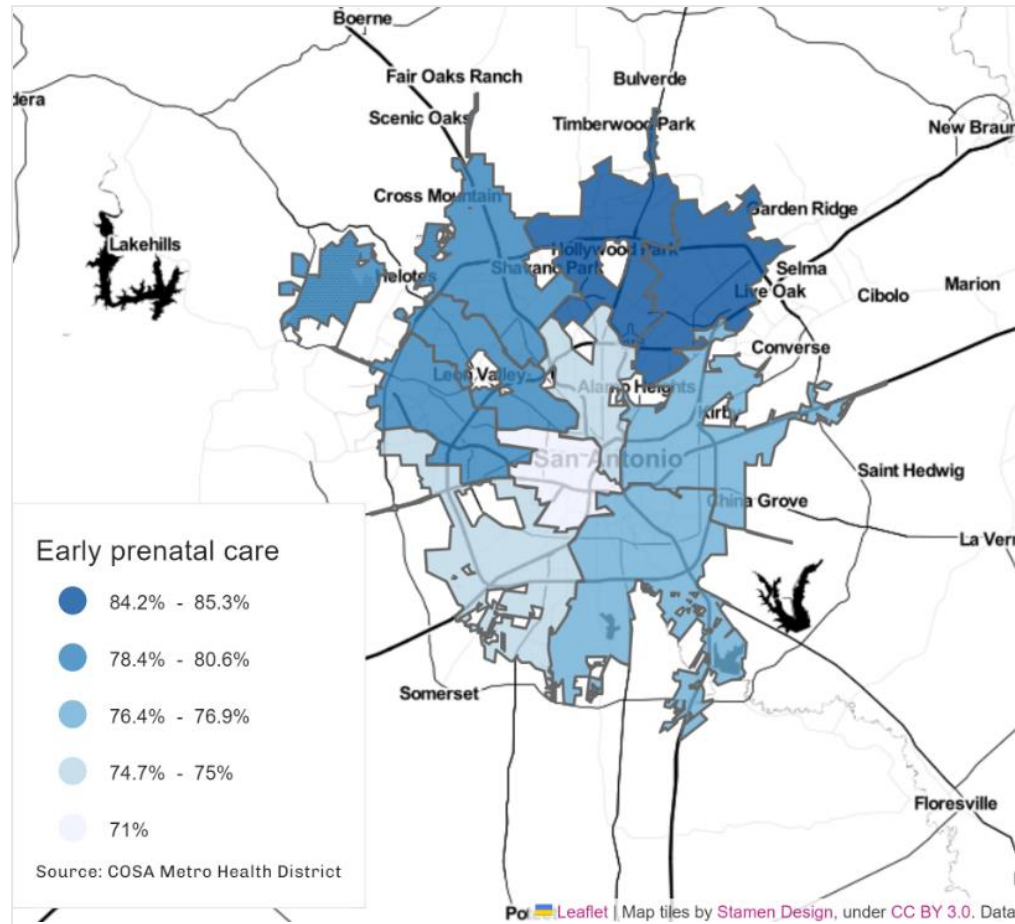 Boerne
Fair Oaks Ranch
Bulverde
dera
Scenic Oaks
Timberwood Park
New Braun
Cross Mountain
Garden Ridge
Lakehills
Hollywood Park
Helotes
Shavano Park
Selma
Live Oak
Cibolo
Marion
Converse
Leon Valley
Alamo Heights
Kirby
San Antonio
Saint Hedwig
China Grove
La Vern
Early prenatal care
84.2% - 85.3%
78.4% - 80.6%
76.4% - 76.9%
74.7% - 75%
71%
Source: COSA Metro Health District
Somerset
Floresville
Leaflet | Map tiles by Stamen Design, under CC BY 3.0. Data